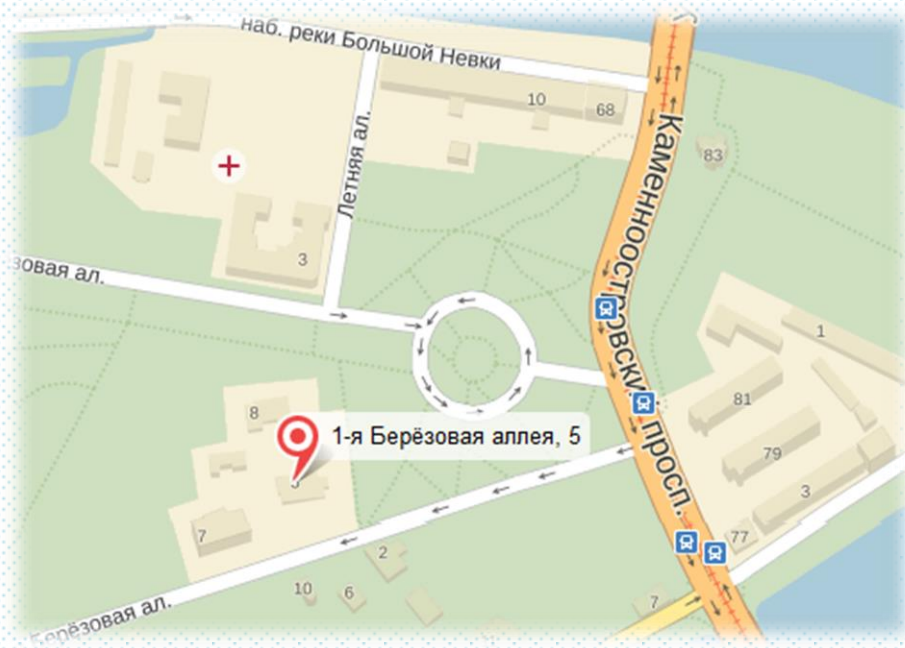 наб. реки Большой Невки
10
68
Каменноостровский просп.
83
Летняя ал.
3
зовая ал.
1
81
8
1-я Берёзовая аллея, 5
79
3
7
77
2
10
6
7
Берёзовая ал.